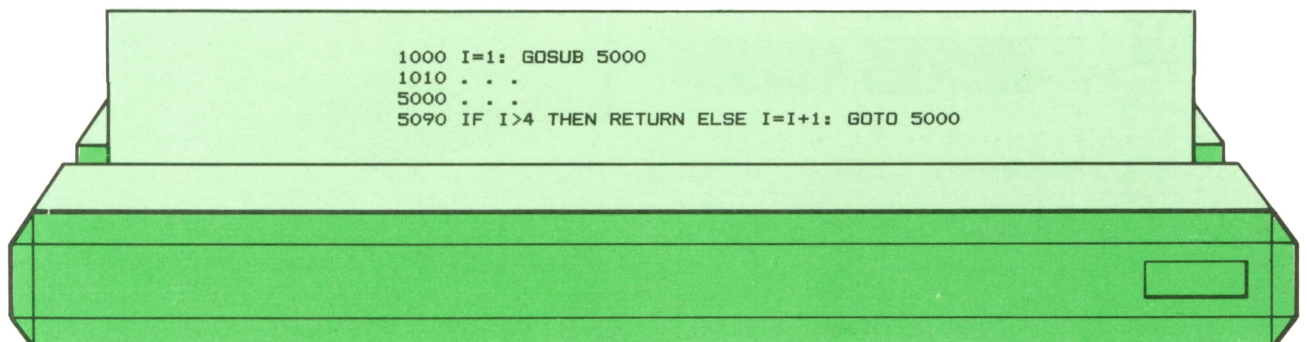 1000 I=1: GOSUB 5000
1010 . . .
5000 . . .
5090 IF I>4 THEN RETURN ELSE I=I+1: GOTO 5000